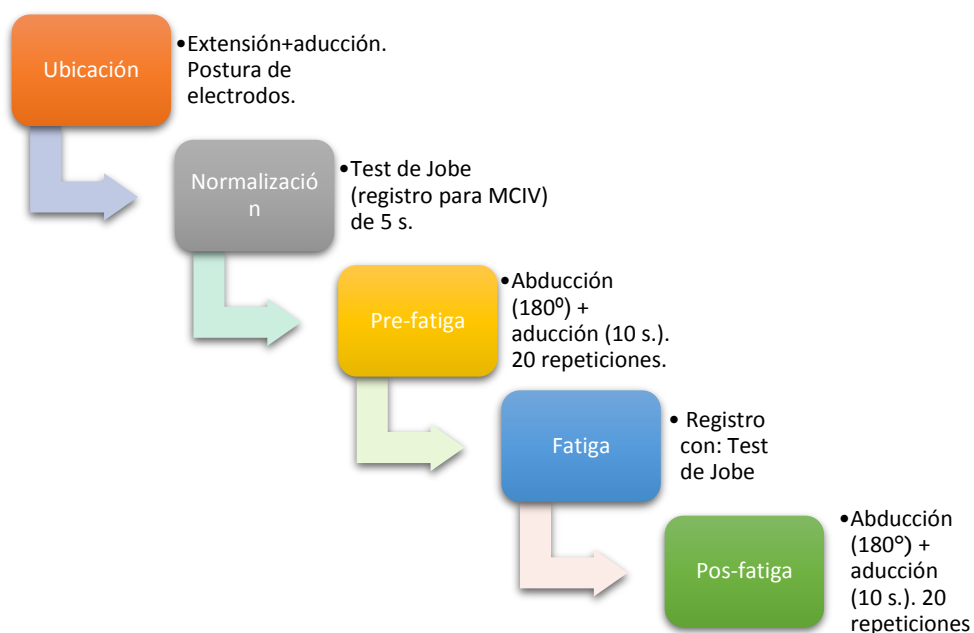 Ubicación
•Extensión+aducción.
Postura de
electrodos.
Normalizació
n
•Test de Jobe
(registro para MCIV)
de 5 s.
Pre-fatiga
•Abducción
(180º) +
aducción (10 s.).
20 repeticiones.
Fatiga
• Registro
con: Test
de Jobe
Pos-fatiga
•Abducción
(180°) +
aducción
(10 s.). 20
repeticiones